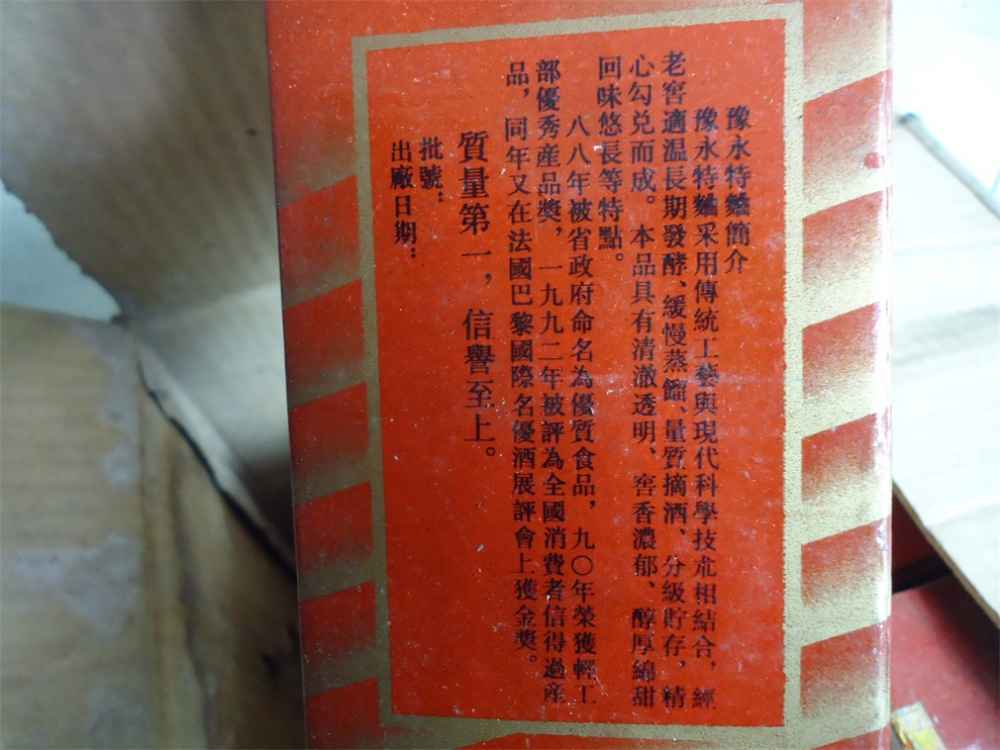 豫永特麯簡介
豫永特麯采用傳統工藝與現代科學技朮相結合，經
老窖適温長期發酵、緩慢蒸餾、量質摘酒、分級貯存，精
心勾兑而成。本品具有清澈透明、窖香濃郁、醇厚綿甜
回味悠長等特點。
八八年被省政府命名為優質食品，九〇年榮獲輕工
部優秀産品獎，一九九二年被評為全國消費者信得過産
品，同年又在法國巴黎國際名優酒展評會上獲金獎。
質量第一，信譽至上。
批號：
出廠日期：